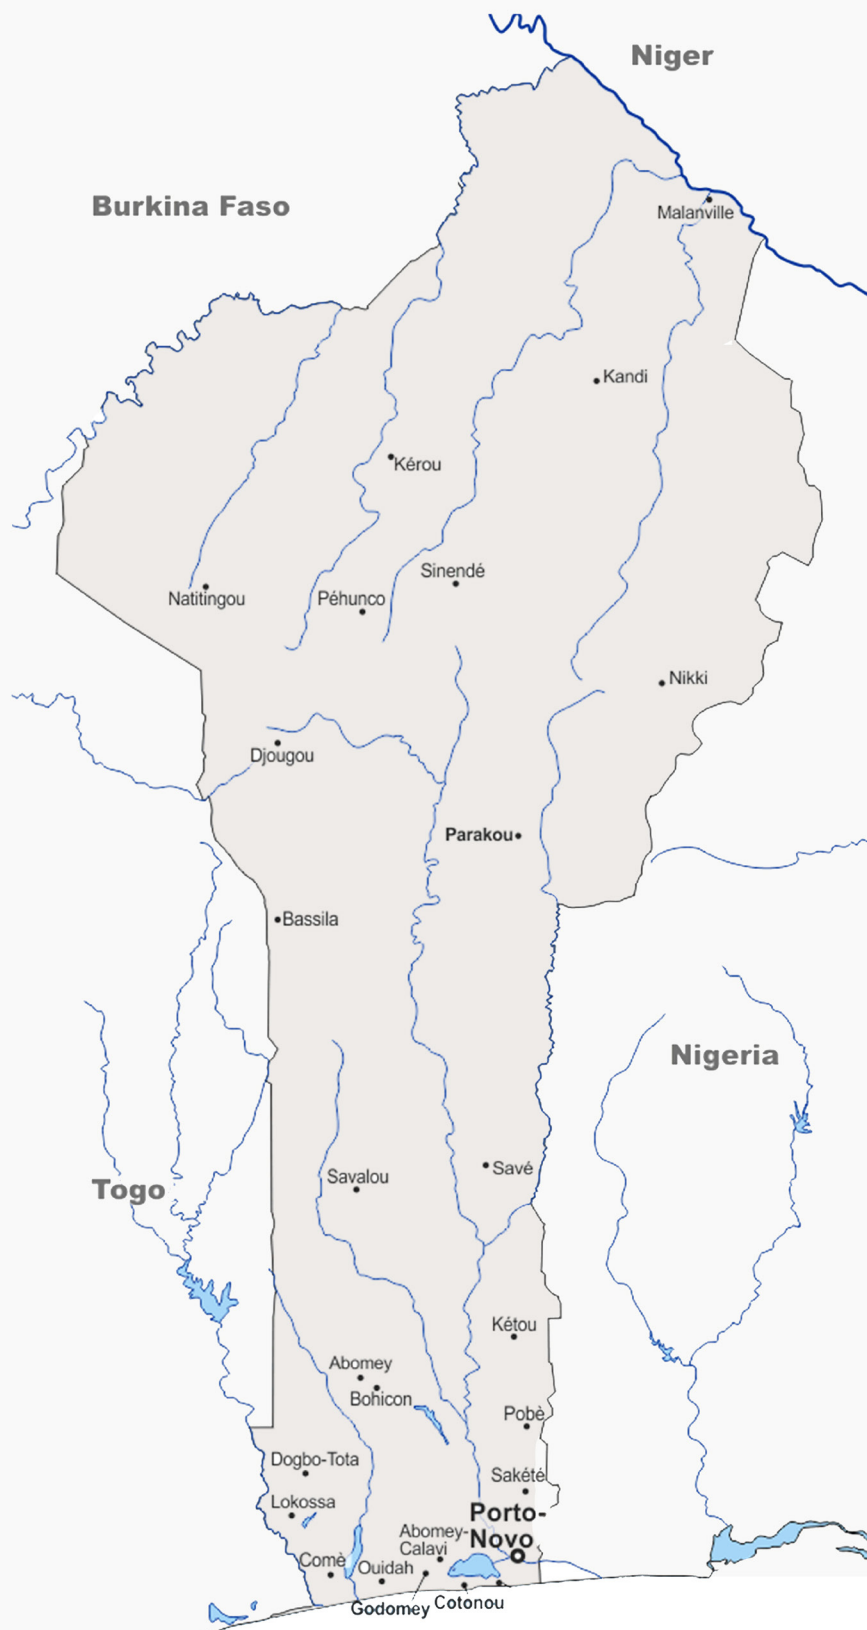 Niger
Burkina Faso
Malanville
Kandi
Kérou
Sinendé
Natitingou
Péhunco
Nikki
Djougou
Parakou
Bassila
Nigeria
Togo
Savalou
Savé
Kétou
Abomey
Bohicon
Pobè
Dogbo-Tota
Sakété
Lokossa
Porto-
Novo
Abomey-
Calavi
Comè
Ouidah
Godomey
Cotonou